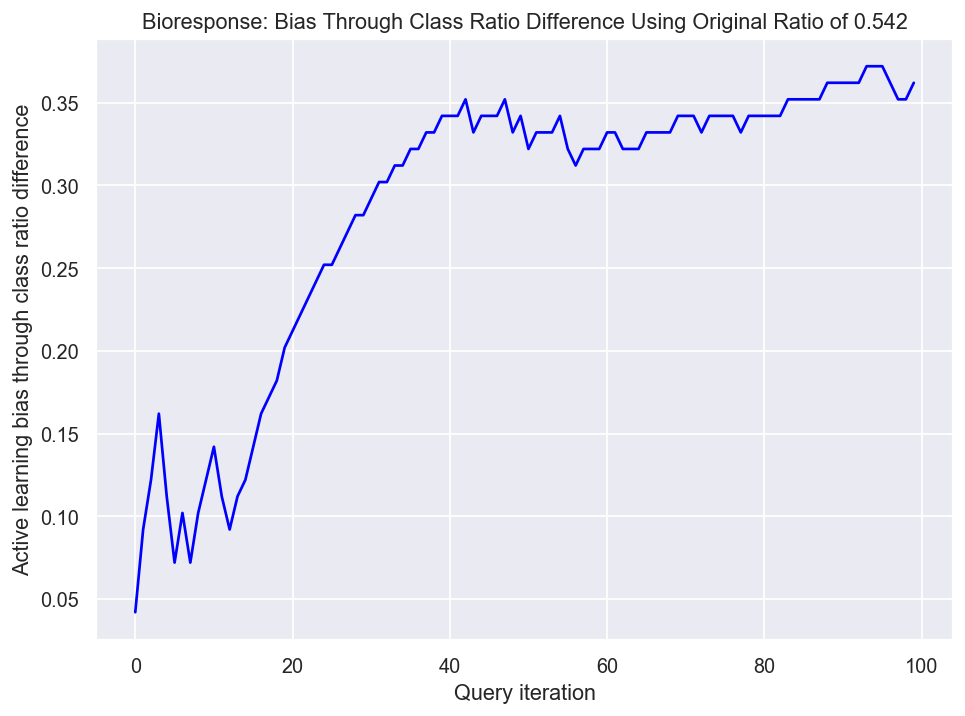 Bioresponse: Bias Through Class Ratio Difference Using Original Ratio of 0.542
Active learning bias through class ratio difference
0.35
0.30
0.25
0.20
0.15
0.10
0.05
0 20 40 60 80 100
Query iteration